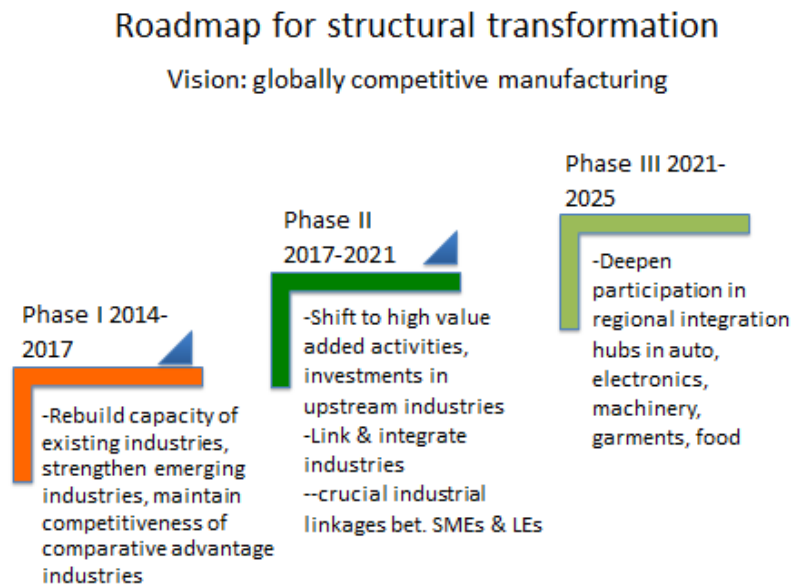 Roadmap for structural transformation
Vision: globally competitive manufacturing
Phase I 2014-
2017
-Rebuild capacity of
existing industries,
strengthen emerging
industries, maintain
competitiveness of
comparative advantage
industries
Phase II
2017-2021
-Shift to high value
added activities,
investments in
upstream industries
-Link & integrate
industries
--crucial industrial
linkages bet. SMEs & LEs
Phase III 2021-
2025
-Deepen
participation in
regional integration
hubs in auto,
electronics,
machinery,
garments, food